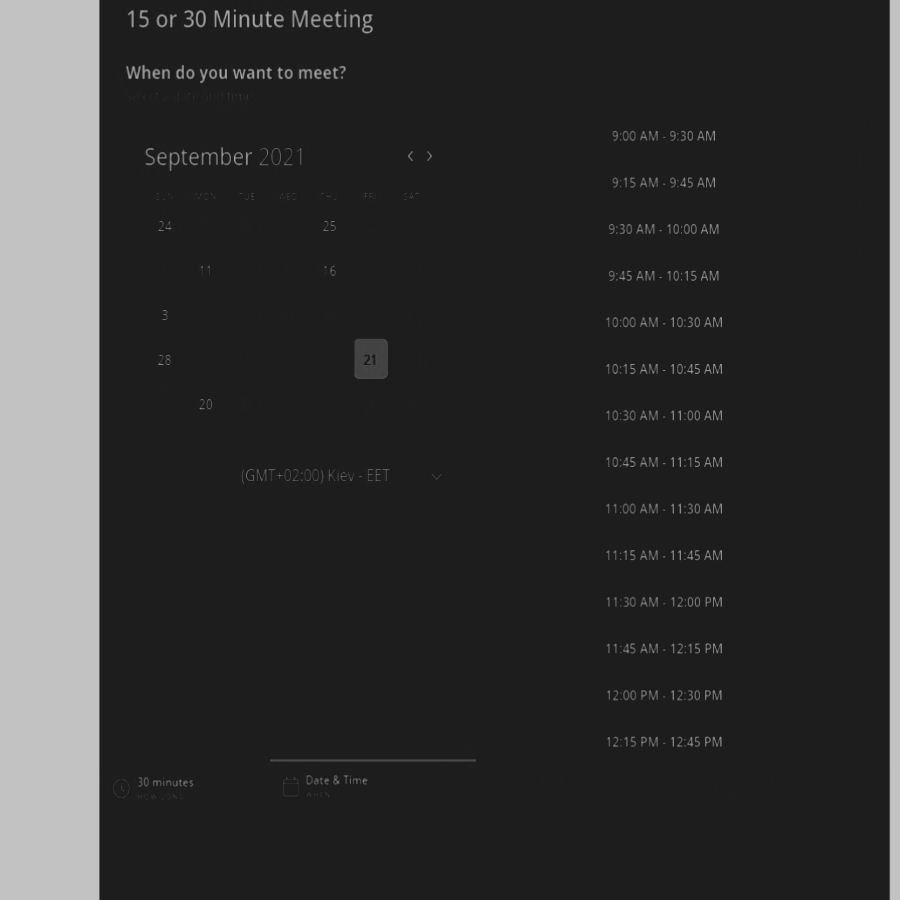 15 or 30 Minute Meeting
When do you want to meet?
Select a date and time
September 2021
SUN MON TUE WED THU FRI SAT
24 25
11 16
3
28 21
20
(GMT+02:00) Kiev - EET
9:00 AM - 9:30 AM
9:15 AM - 9:45 AM
9:30 AM - 10:00 AM
9:45 AM - 10:15 AM
10:00 AM - 10:30 AM
10:15 AM - 10:45 AM
10:30 AM - 11:00 AM
10:45 AM - 11:15 AM
11:00 AM - 11:30 AM
11:15 AM - 11:45 AM
11:30 AM - 12:00 PM
11:45 AM - 12:15 PM
12:00 PM - 12:30 PM
12:15 PM - 12:45 PM
30 minutes
HOW LONG
Date & Time
WHEN